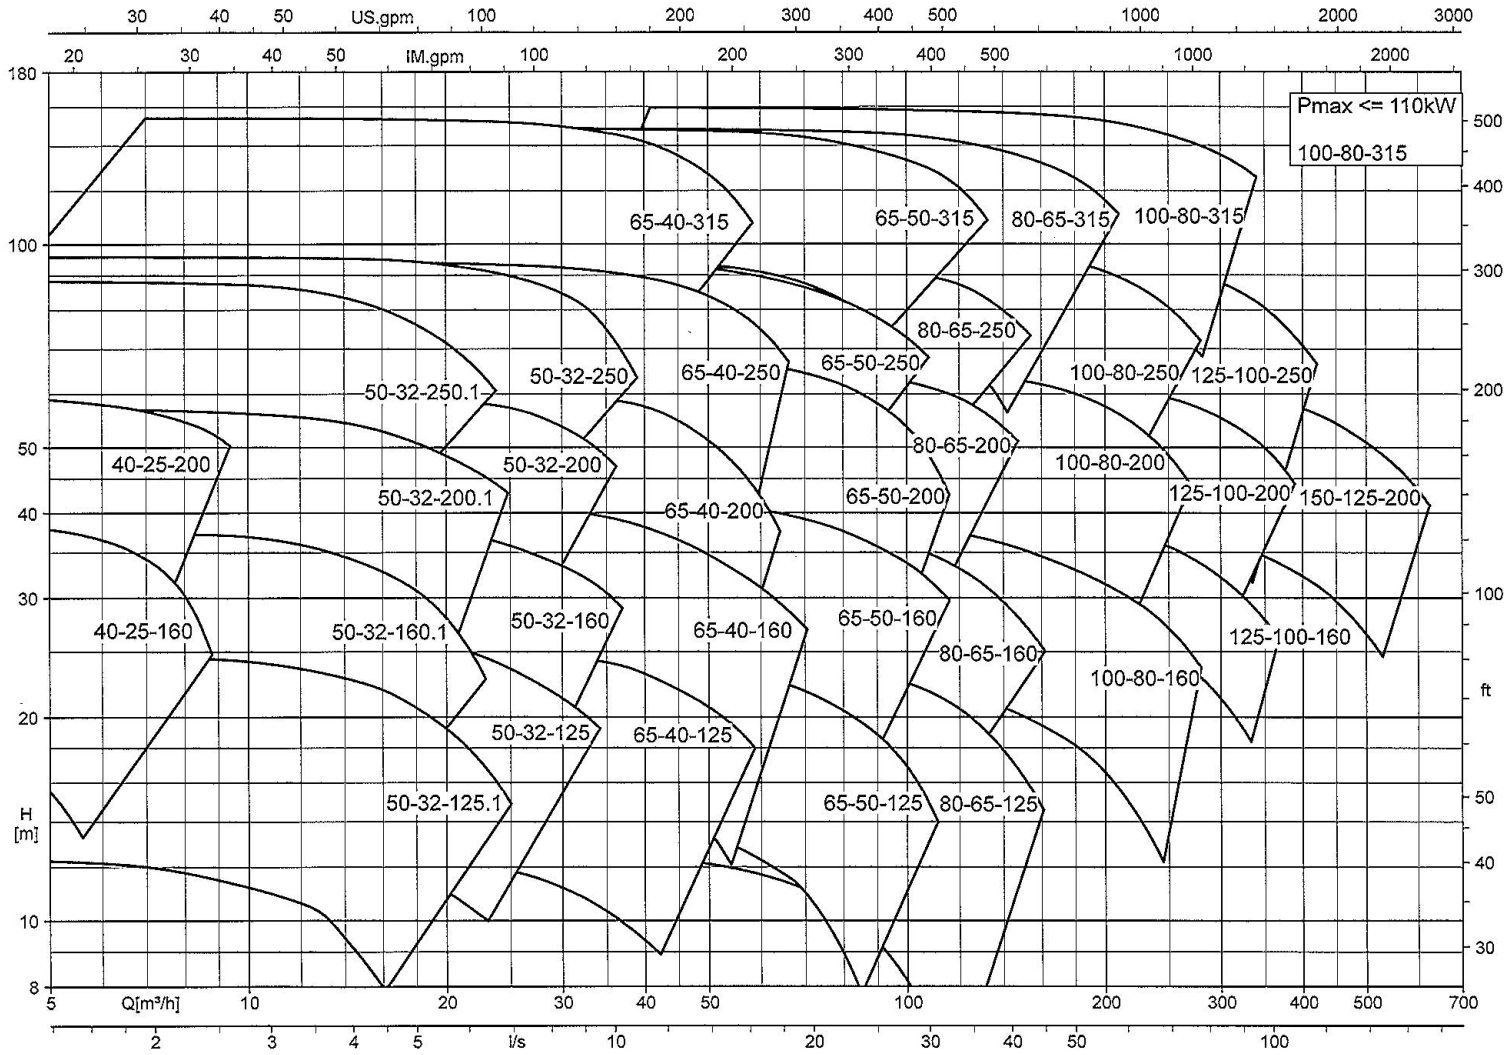 30 40 50 US.gpm 100 200 300 400 500 1000 2000 3000
20 30 40 50 IM.gpm 100 200 300 400 500 1000 2000
180
Pmax <= 110kW
500
100-80-315
400
65-40-315 65-50-315 80-65-315 100-80-315
100
300
80-65-250
50-32-250.1 50-32-250 65-40-250 65-50-250 100-80-250 125-100-250
200
50
40-25-200 50-32-200 80-65-200 100-80-200
50-32-200.1 65-40-200 65-50-200 125-100-200 150-125-200
40
30
100
40-25-160 50-32-160.1 50-32-160 65-40-160 65-50-160 80-65-160 125-100-160
100-80-160
ft
20
50-32-125 65-40-125
50-32-125.1 65-50-125 80-65-125
50
H
[m]
40
10
30
8
5 Q[m³/h] 10 20 30 40 50 100 200 300 400 500 700
2 3 4 5 l/s 10 20 30 40 50 100